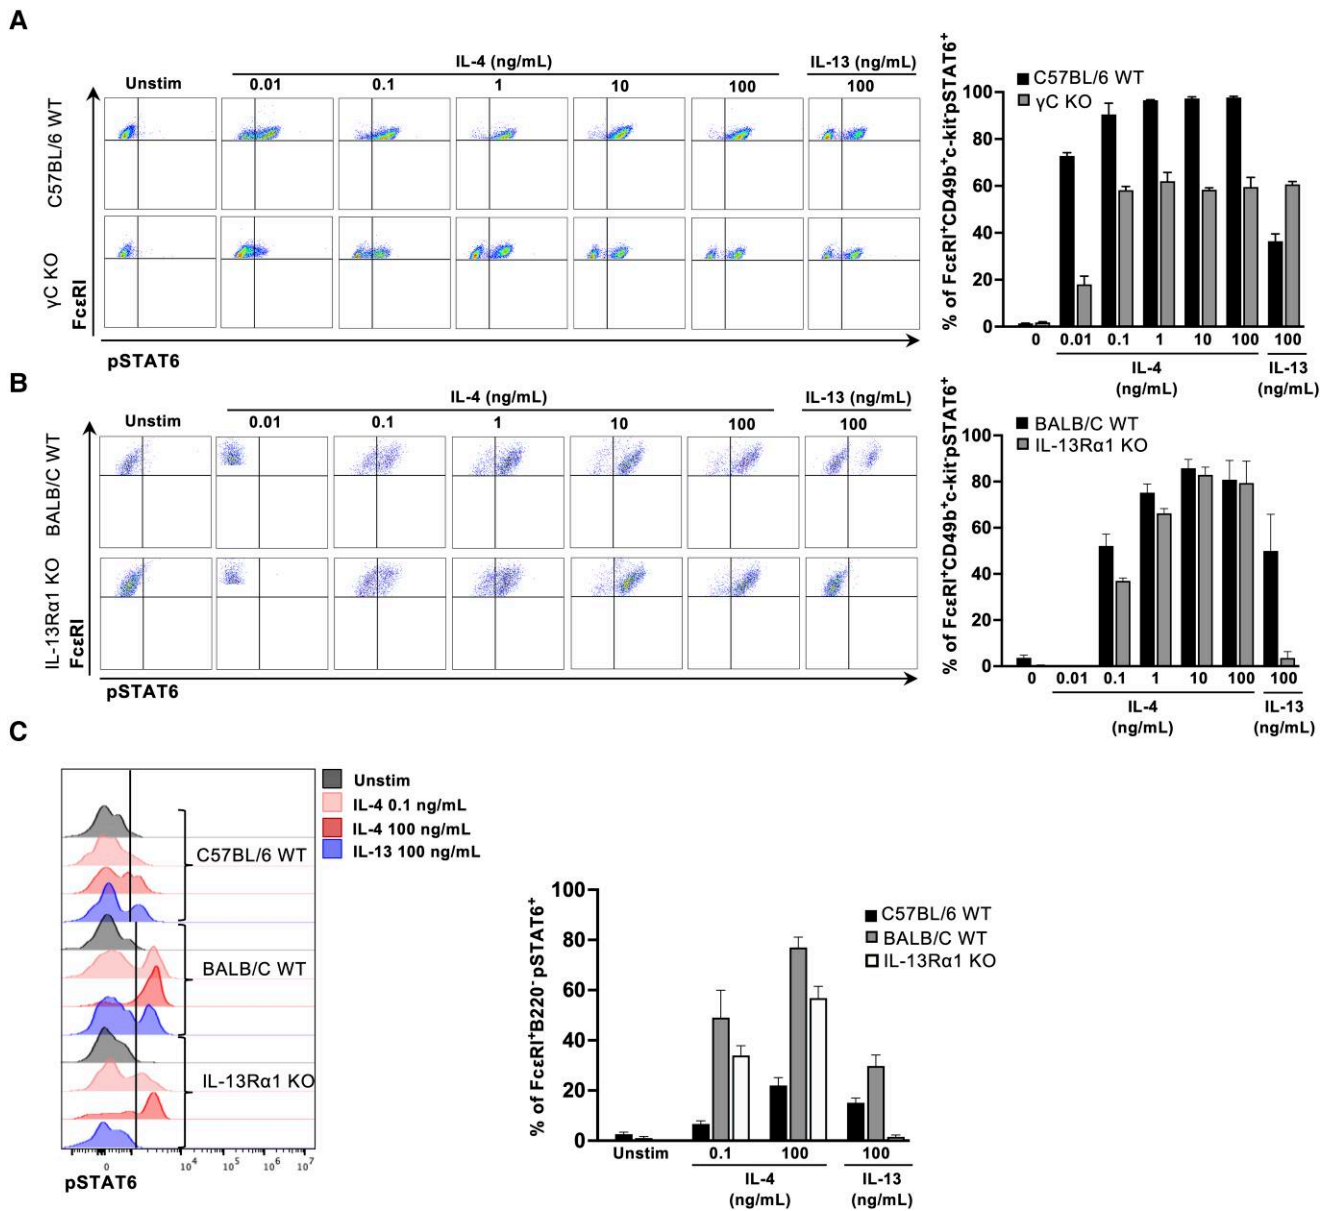 A
IL-4 (ng/mL)
IL-13 (ng/mL)
Unstim
0.01
0.1
1
10
100
100
C57BL/6 WT
γC KO
FcεRI
pSTAT6
C57BL/6 WT
γC KO
% of FcεRI⁺CD49b⁺c-kit⁻pSTAT6⁺
100
80
60
40
20
0
0
0.01
0.1
1
10
100
100
IL-4
(ng/mL)
IL-13
(ng/mL)
B
IL-4 (ng/mL)
IL-13 (ng/mL)
Unstim
0.01
0.1
1
10
100
100
BALB/C WT
IL-13Rα1 KO
FcεRI
pSTAT6
BALB/C WT
IL-13Rα1 KO
% of FcεRI⁺CD49b⁺c-kit⁻pSTAT6⁺
100
80
60
40
20
0
0
0.01
0.1
1
10
100
100
IL-4
(ng/mL)
IL-13
(ng/mL)
C
Unstim
IL-4 0.1 ng/mL
IL-4 100 ng/mL
IL-13 100 ng/mL
C57BL/6 WT
BALB/C WT
IL-13Rα1 KO
0
10⁴
10⁵
10⁶
10⁷
pSTAT6
C57BL/6 WT
BALB/C WT
IL-13Rα1 KO
% of FcεRI⁺B220⁻pSTAT6⁺
100
80
60
40
20
0
Unstim
0.1
100
100
IL-4
(ng/mL)
IL-13
(ng/mL)